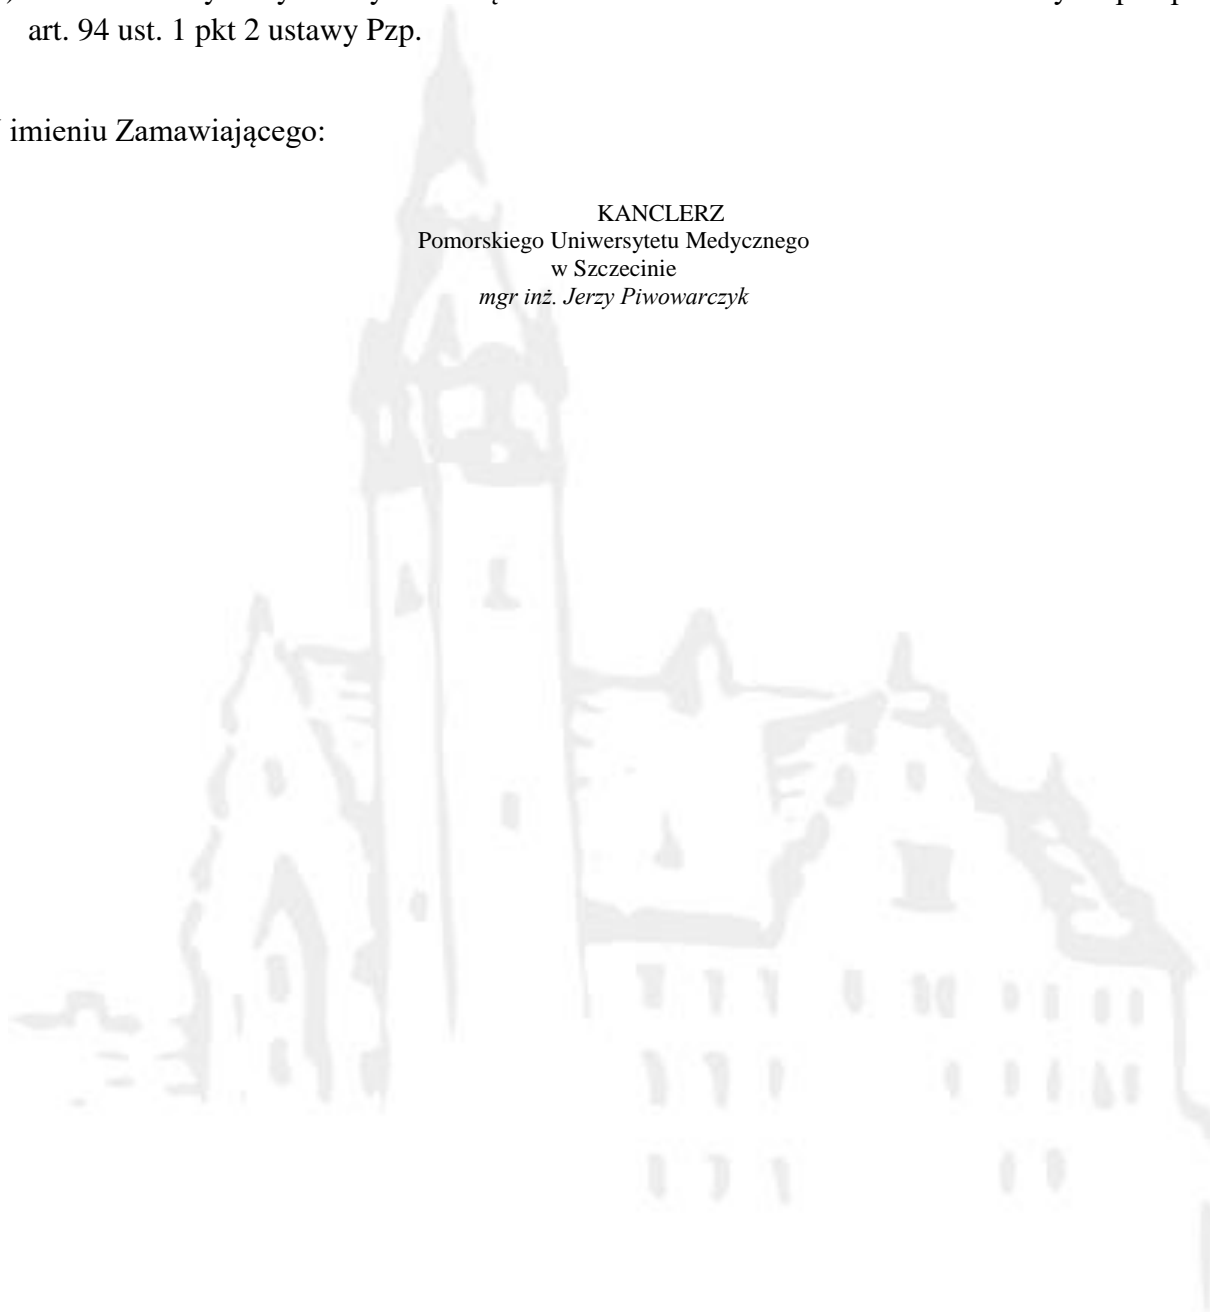 art. 94 ust. 1 pkt 2 ustawy Pzp.
imieniu Zamawiającego:
KANCLERZ
Pomorskiego Uniwersytetu Medycznego
w Szczecinie
mgr inż. Jerzy Piwowarczyk